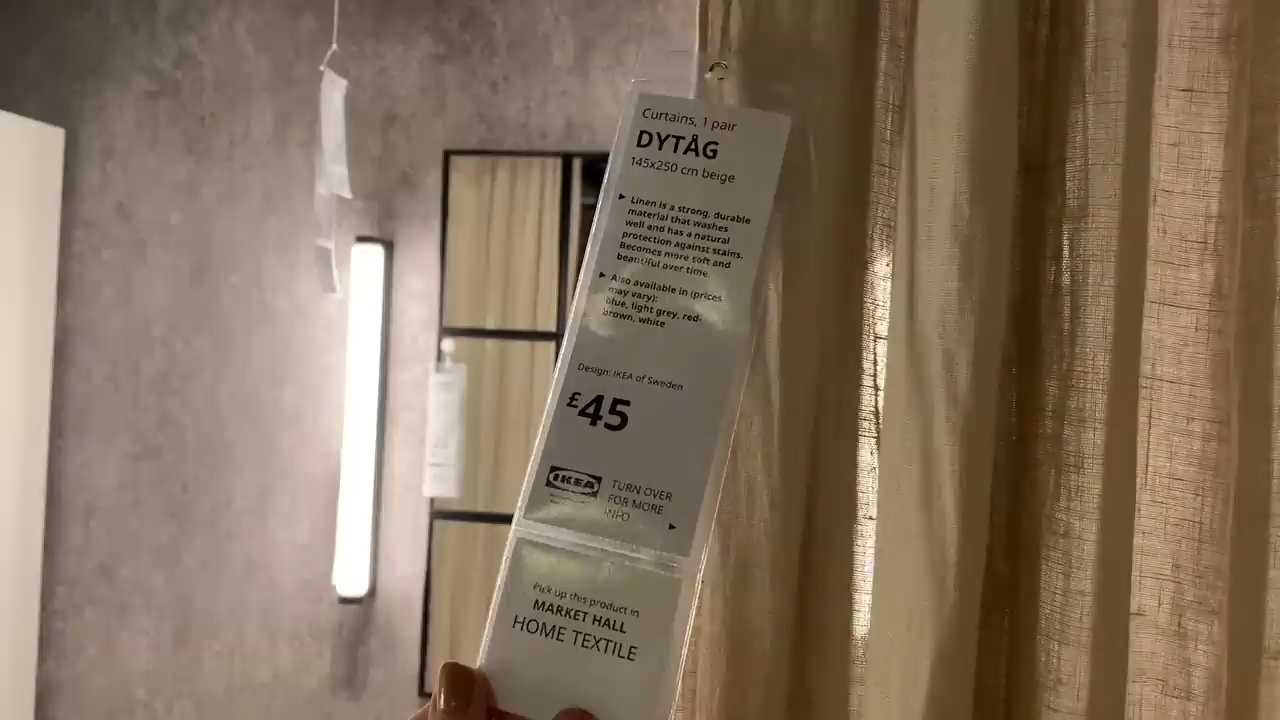 Curtains, 1 pair
DYTÅG
145x250 cm beige
▶ Linen is a strong, durable
material that washes
well and has a natural
protection against stains.
Becomes more soft and
beautiful over time.
▶ Also available in (prices
may vary):
blue, light grey, red-
brown, white
Design: IKEA of Sweden
£45
IKEA
TURN OVER
FOR MORE
INFO
▶
Pick up this product in
MARKET HALL
HOME TEXTILE